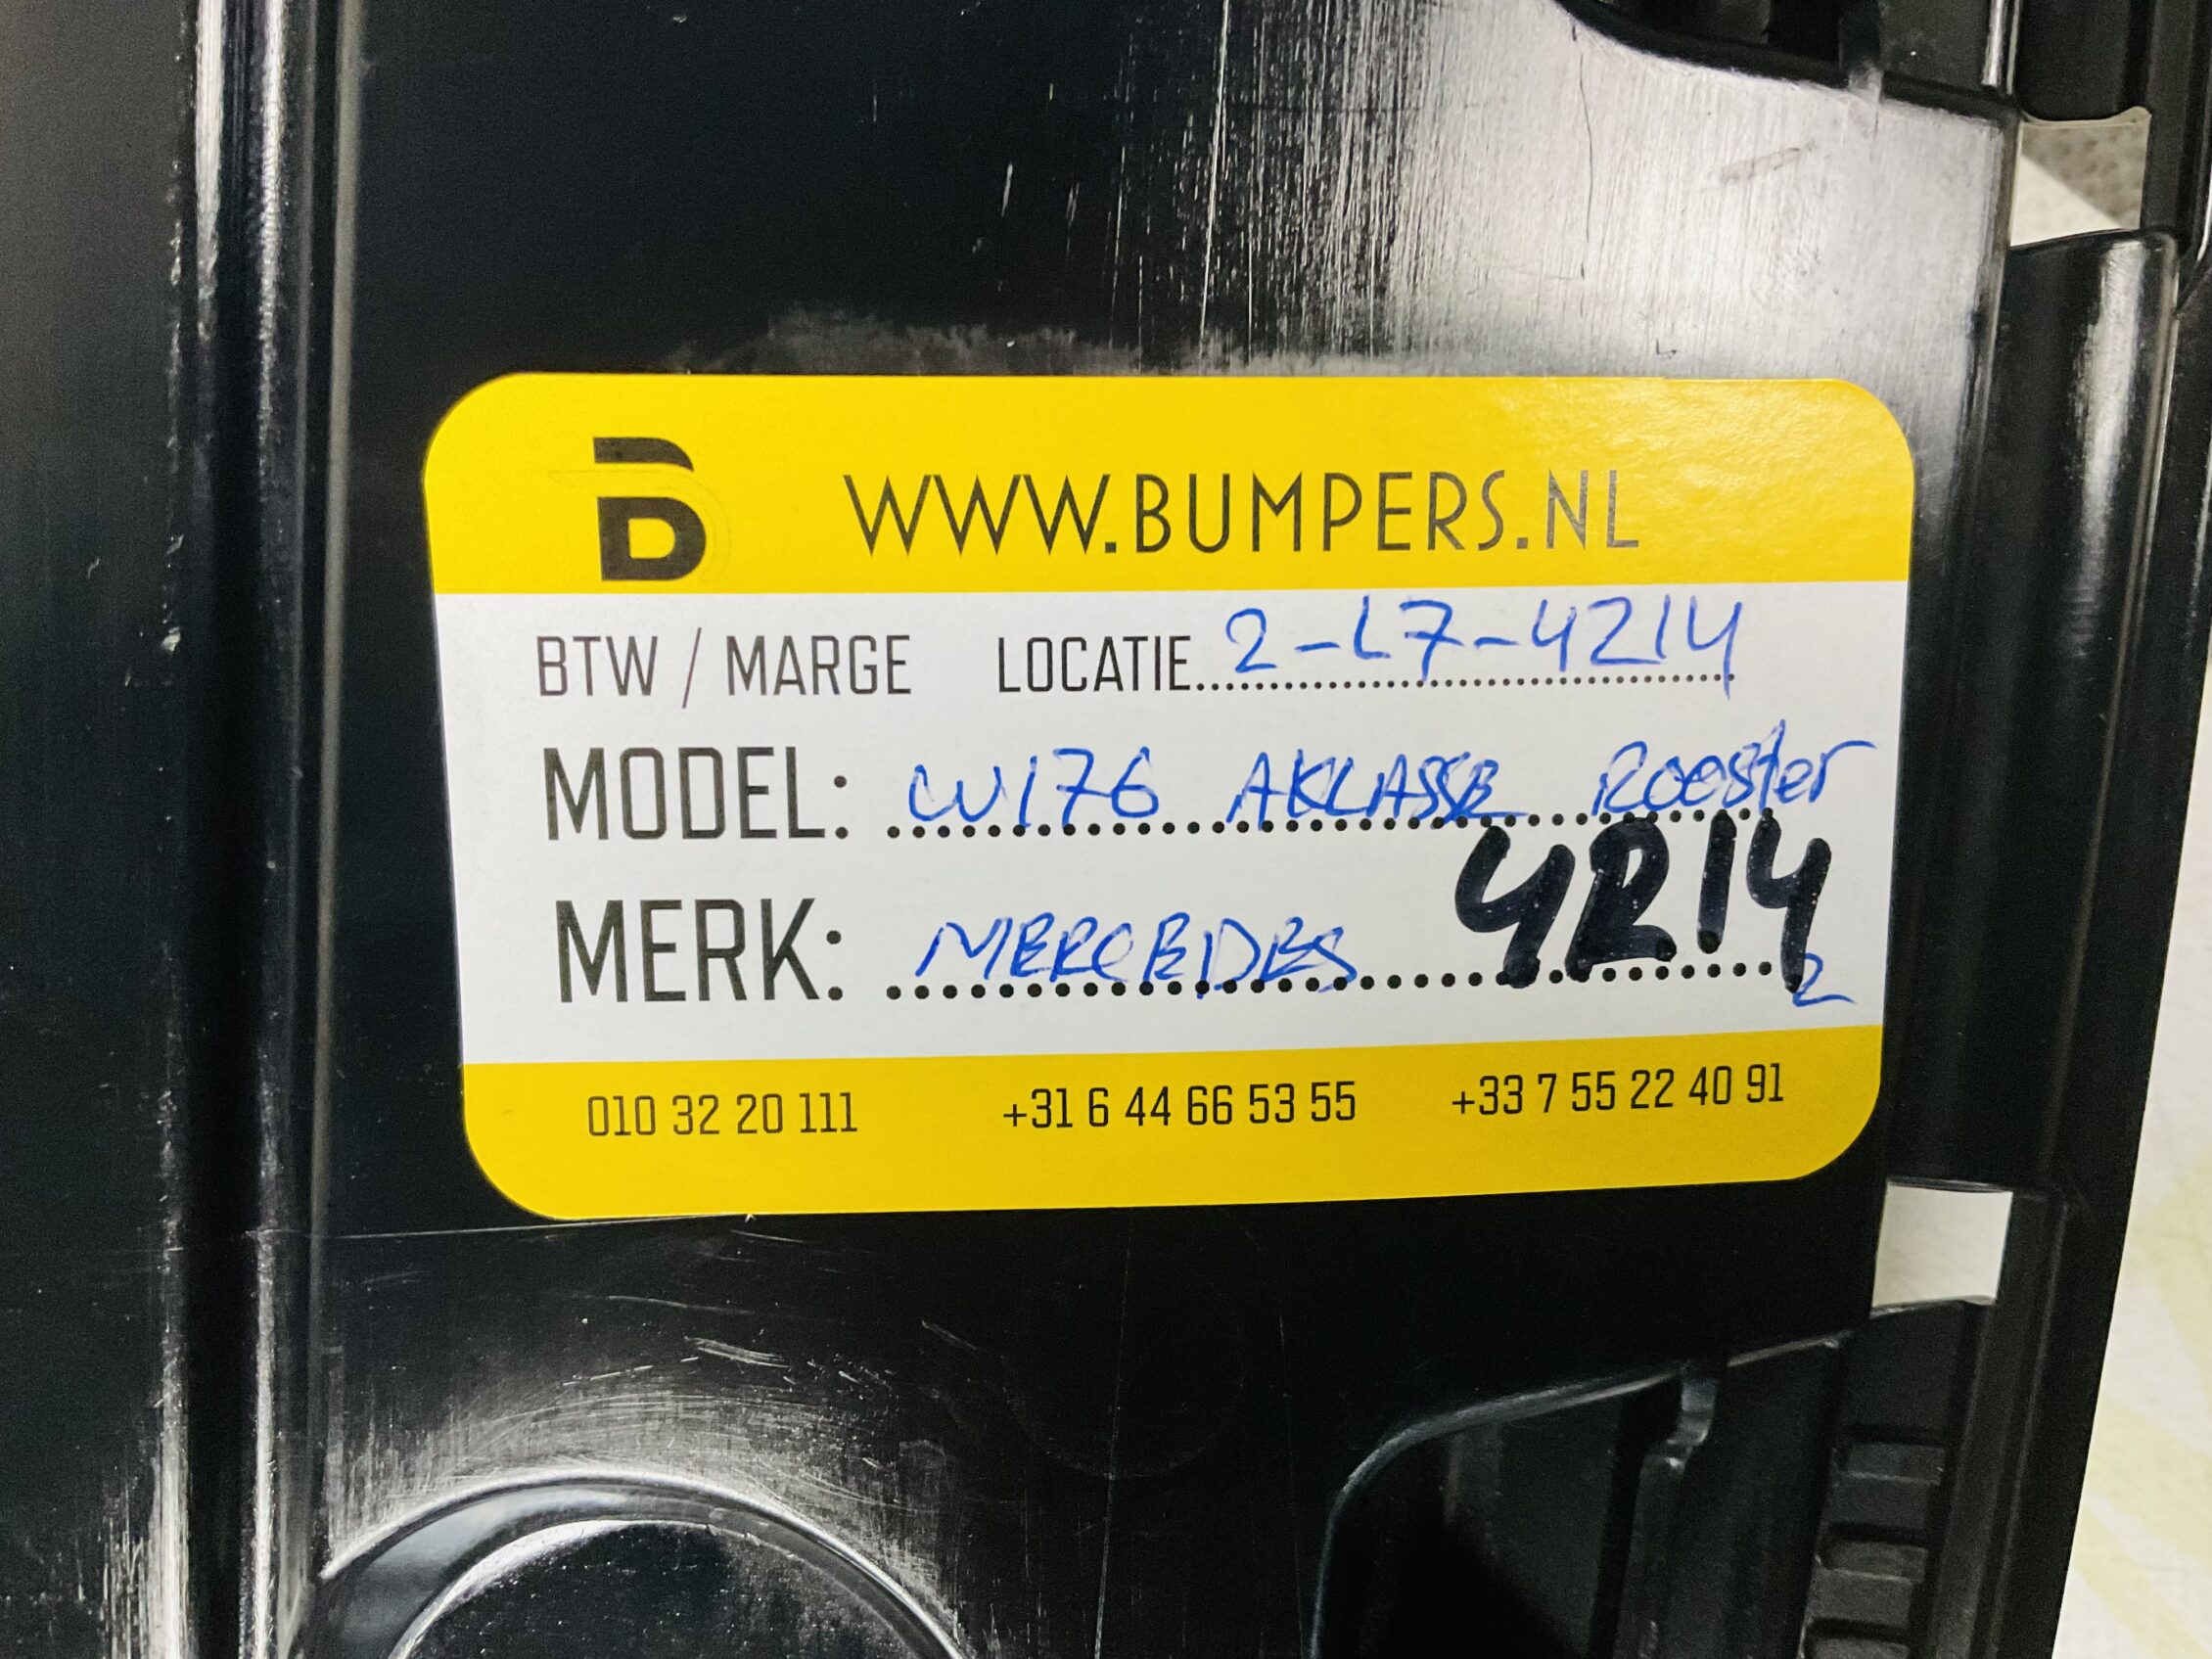 B WWW.BUMPERS.NL
BTW / MARGE LOCATIE 2-L7-4214
MODEL: W176 AKLASSE Rooster
4214
MERK: MERCEDES
2
010 32 20 111 +31 6 44 66 53 55 +33 7 55 22 40 91